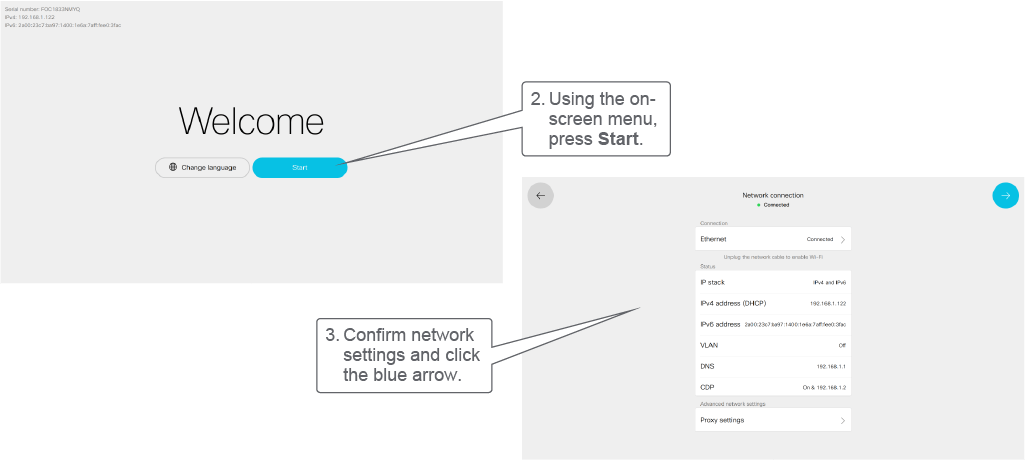 Serial number: FOC1833NMYQ
IPv4: 192.168.1.122
IPv6: 2a00:23c7:ba97:1400:1e6a:7aff:fee0:3fac
Welcome
Change language
Start
2. Using the on-
screen menu,
press Start.
Network connection
Connected
Connection
Ethernet Connected
Unplug the network cable to enable Wi-Fi
Status
IP stack IPv4 and IPv6
IPv4 address (DHCP) 192.168.1.122
IPv6 address 2a00:23c7:ba97:1400:1e6a:7aff:fee0:3fac
VLAN Off
DNS 192.168.1.1
CDP On & 192.168.1.2
Advanced network settings
Proxy settings
3. Confirm network
settings and click
the blue arrow.